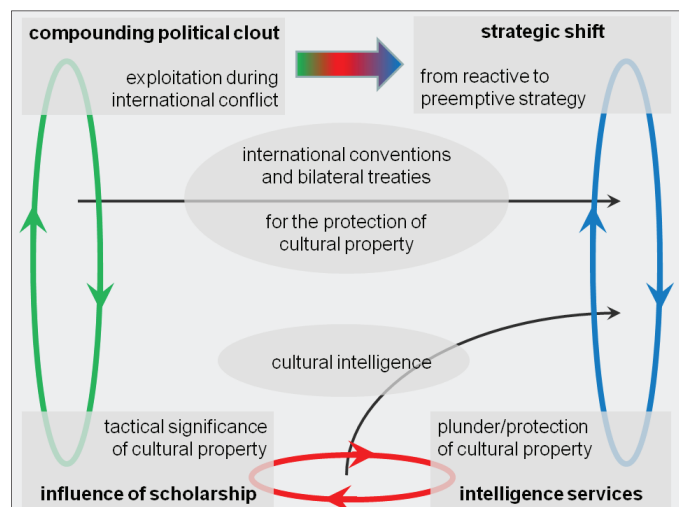 compounding political clout
exploitation during
international conflict
strategic shift
from reactive to
preemptive strategy
international conventions
and bilateral treaties
for the protection of
cultural property
cultural intelligence
tactical significance
of cultural property
influence of scholarship
plunder/protection
of cultural property
intelligence services